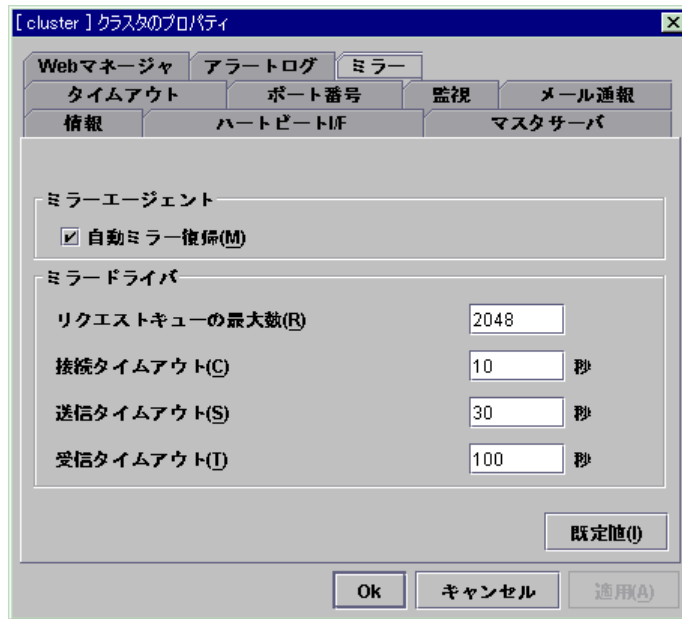 [ cluster ] クラスタのプロパティ
Webマネージャ アラートログ ミラー
タイムアウト ポート番号 監視 メール通報
情報 ハートビートI/F マスタサーバ
ミラーエージェント
自動ミラー復帰(M)
ミラードライバ
リクエストキューの最大数(R) 2048
接続タイムアウト(C) 10 秒
送信タイムアウト(S) 30 秒
受信タイムアウト(T) 100 秒
既定値(I)
Ok キャンセル 適用(A)